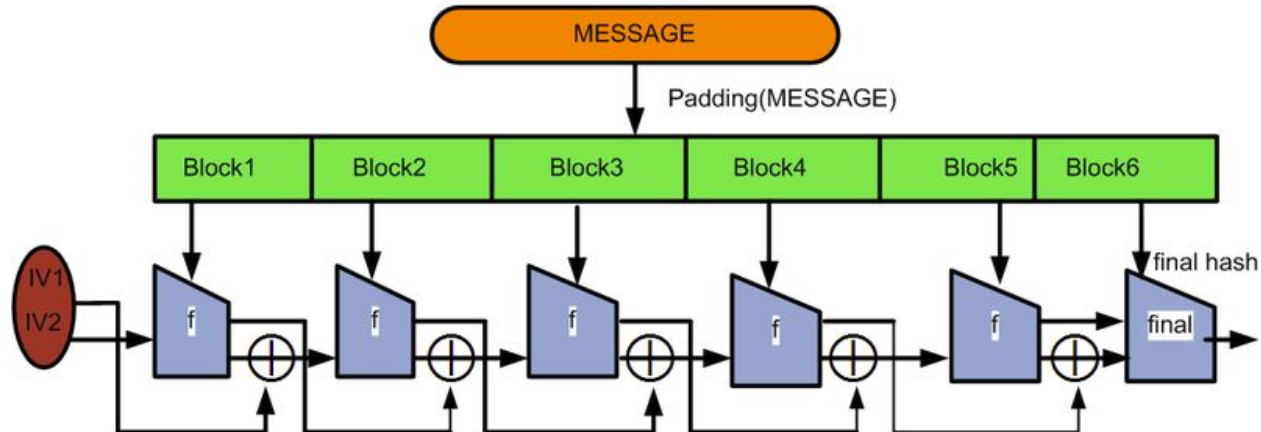 MESSAGE
Padding(MESSAGE)
Block1 Block2 Block3 Block4 Block5 Block6
IV1
IV2
final hash
f f f f f final